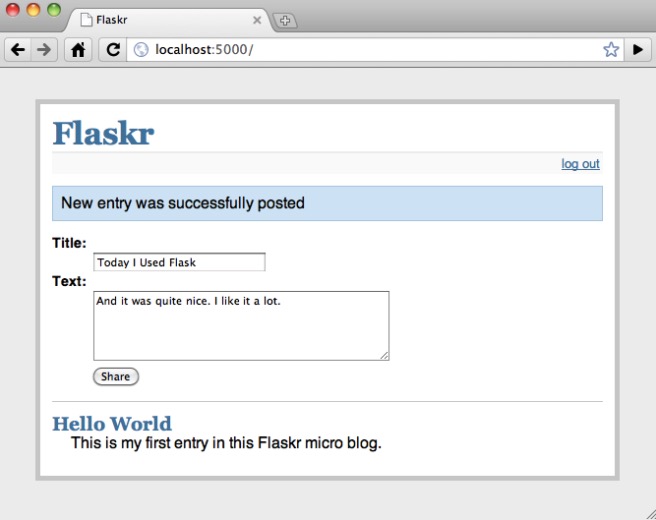 Flaskr
localhost:5000/
Flaskr
log out
New entry was successfully posted
Title:
Today I Used Flask
Text:
And it was quite nice. I like it a lot.
Share
Hello World
This is my first entry in this Flaskr micro blog.